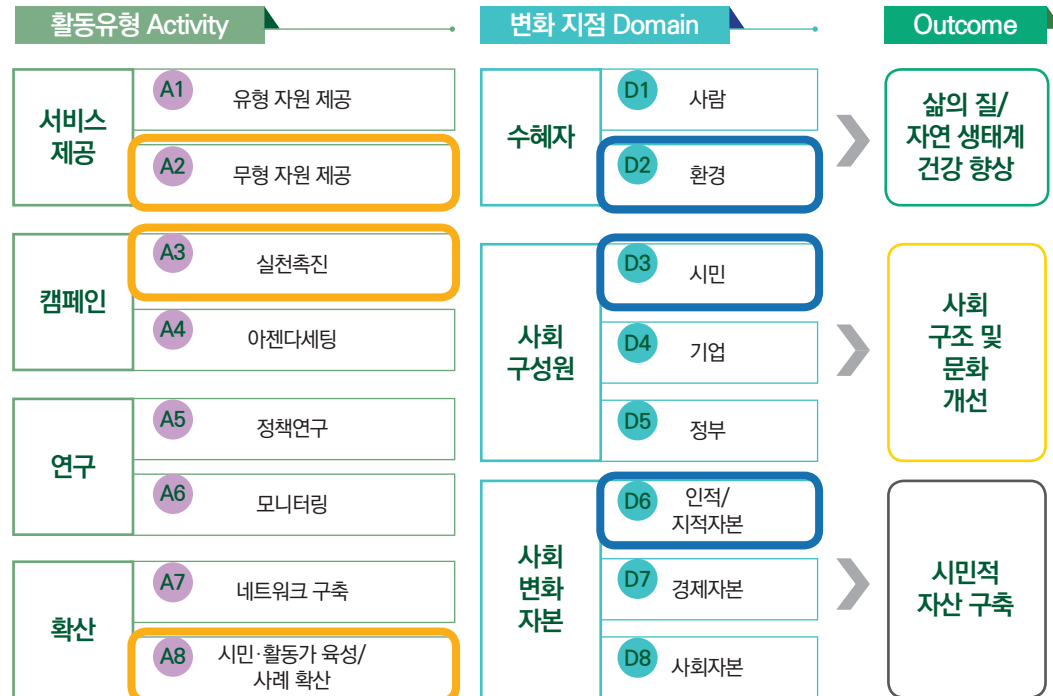 활동유형 Activity
변화 지점 Domain
Outcome
서비스
제공
A1
유형 자원 제공
A2
무형 자원 제공
캠페인
A3
실천촉진
A4
아젠다세팅
연구
A5
정책연구
A6
모니터링
확산
A7
네트워크 구축
A8
시민·활동가 육성/
사례 확산
수혜자
D1
사람
D2
환경
사회
구성원
D3
시민
D4
기업
D5
정부
사회
변화
자본
D6
인적/
지적자본
D7
경제자본
D8
사회자본
삶의 질/
자연 생태계
건강 향상
사회
구조 및
문화
개선
시민적
자산 구축